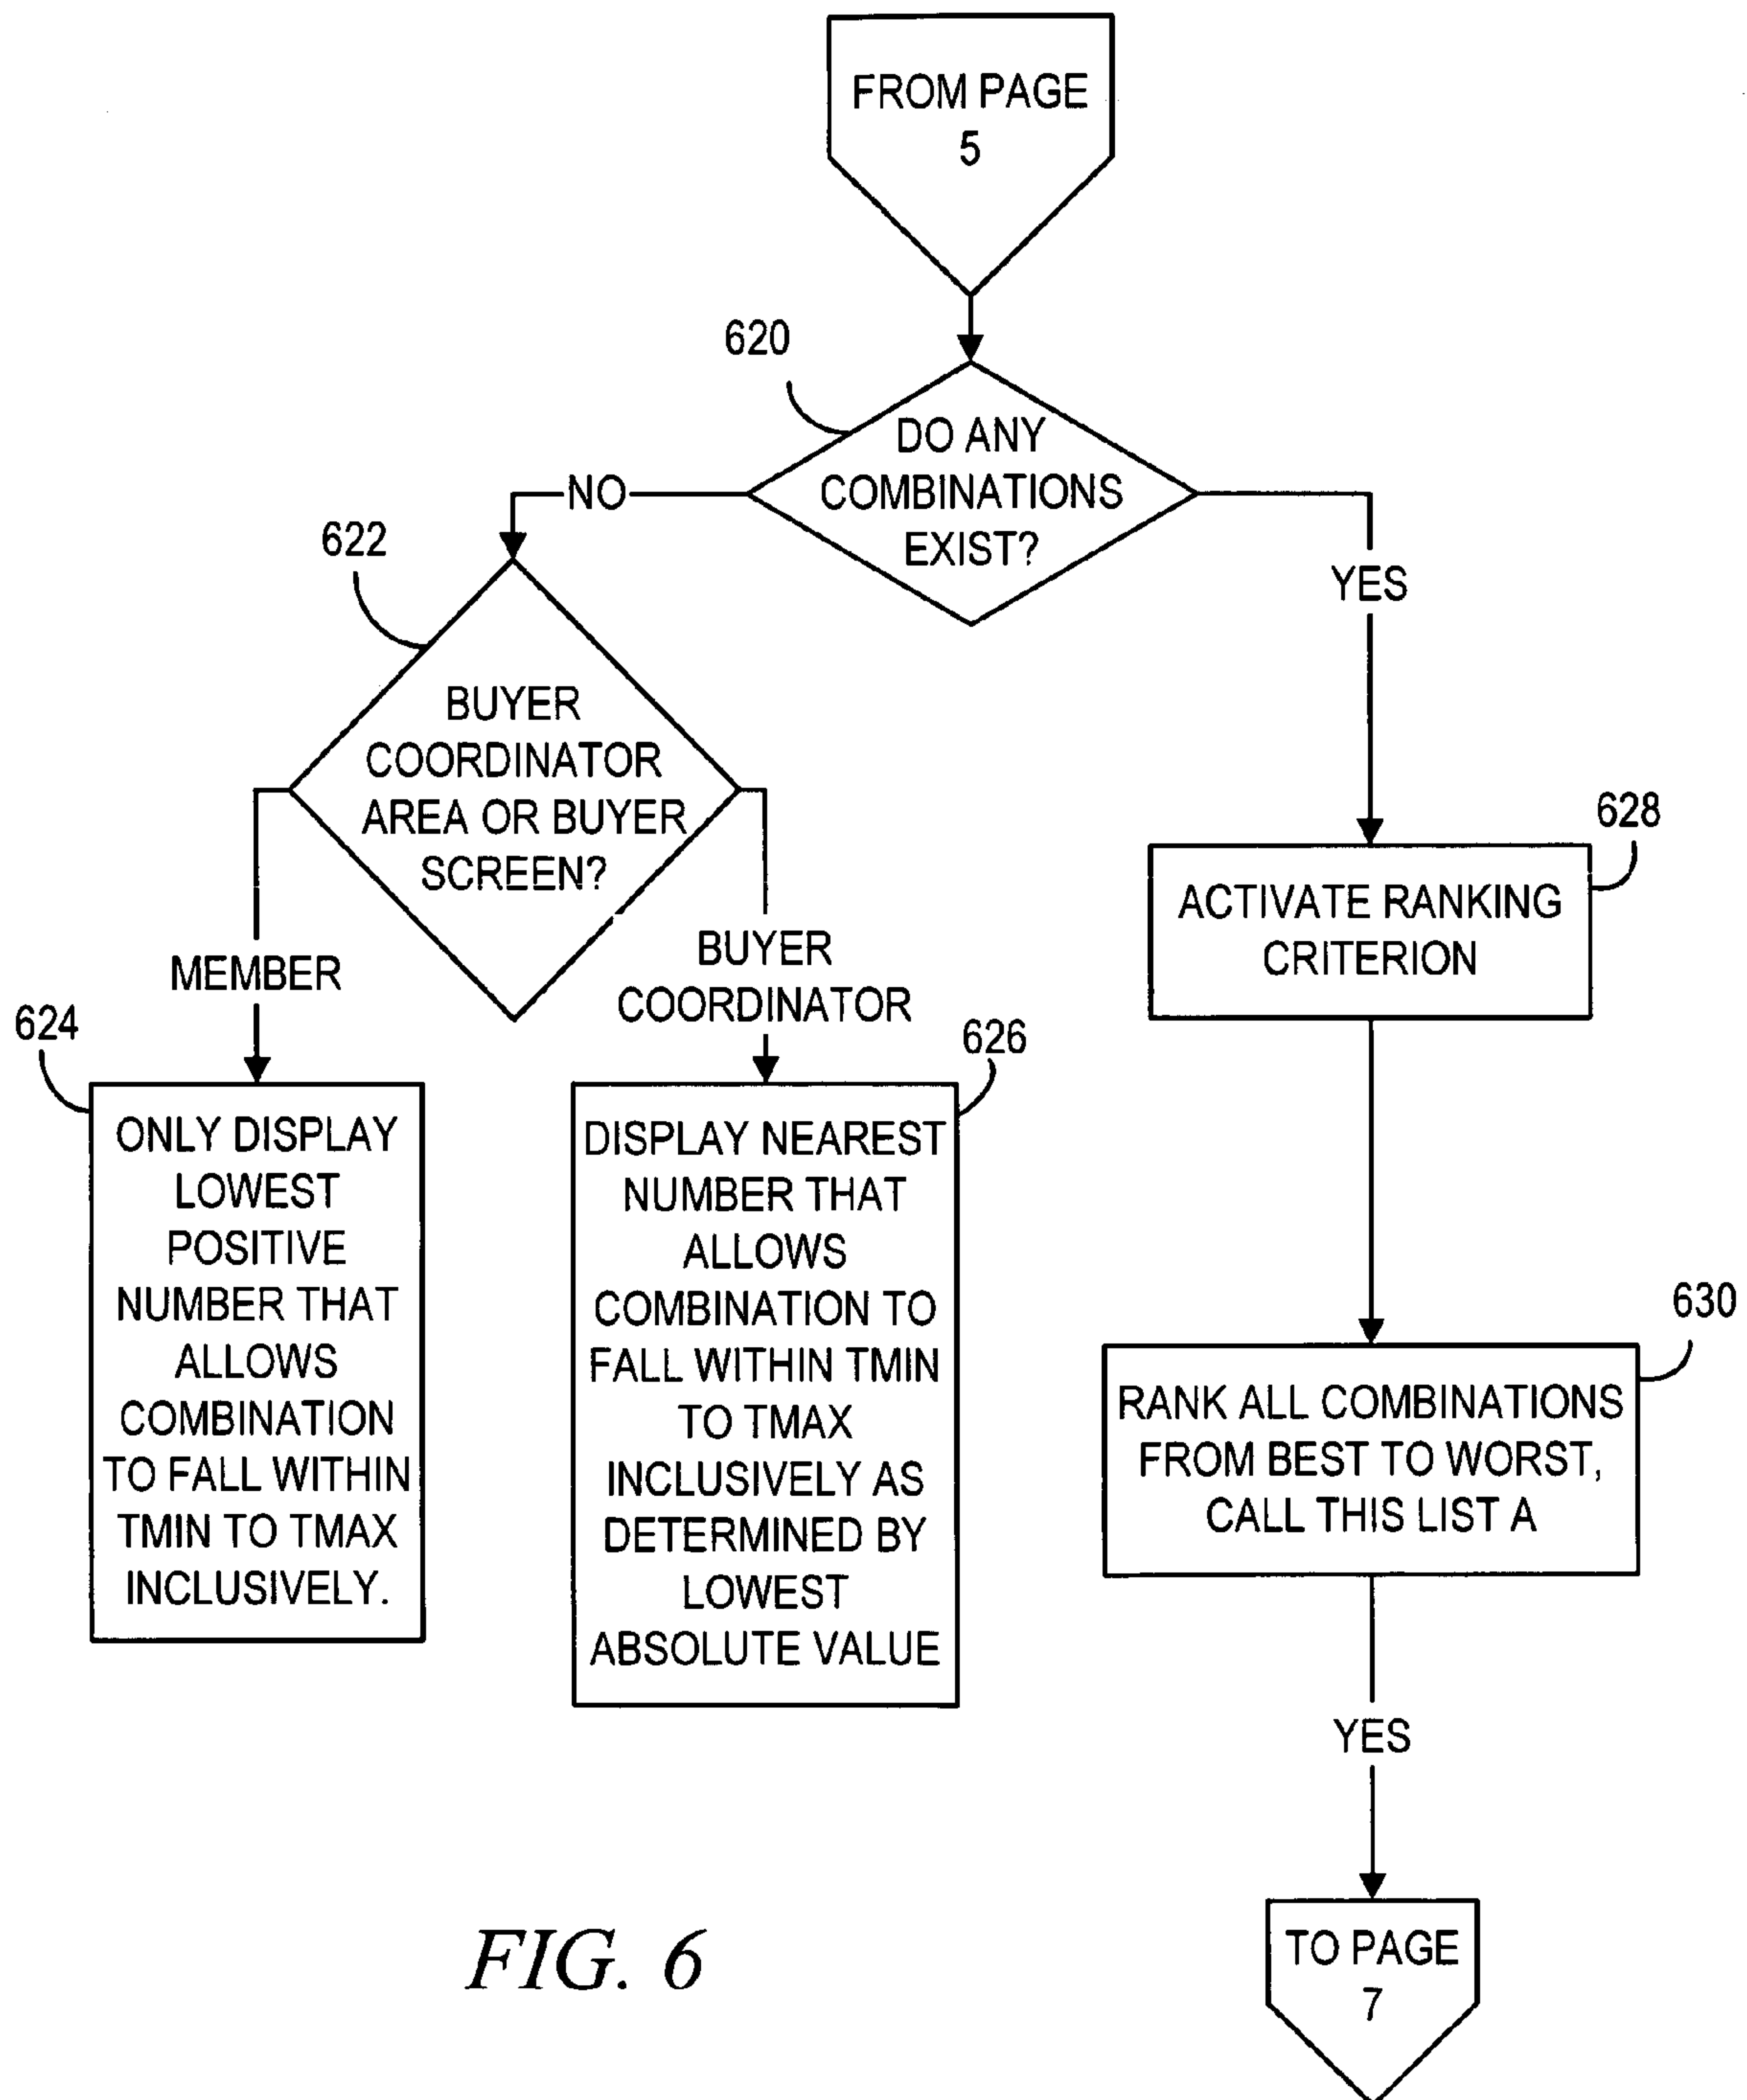 FROM PAGE
5
620
DO ANY
COMBINATIONS
EXIST?
NO
YES
622
BUYER
COORDINATOR
AREA OR BUYER
SCREEN?
MEMBER
BUYER
COORDINATOR
628
ACTIVATE RANKING
CRITERION
624
ONLY DISPLAY
LOWEST
POSITIVE
NUMBER THAT
ALLOWS
COMBINATION
TO FALL WITHIN
TMIN TO TMAX
INCLUSIVELY.
626
DISPLAY NEAREST
NUMBER THAT
ALLOWS
COMBINATION TO
FALL WITHIN TMIN
TO TMAX
INCLUSIVELY AS
DETERMINED BY
LOWEST
ABSOLUTE VALUE
630
RANK ALL COMBINATIONS
FROM BEST TO WORST,
CALL THIS LIST A
YES
TO PAGE
7
FIG. 6